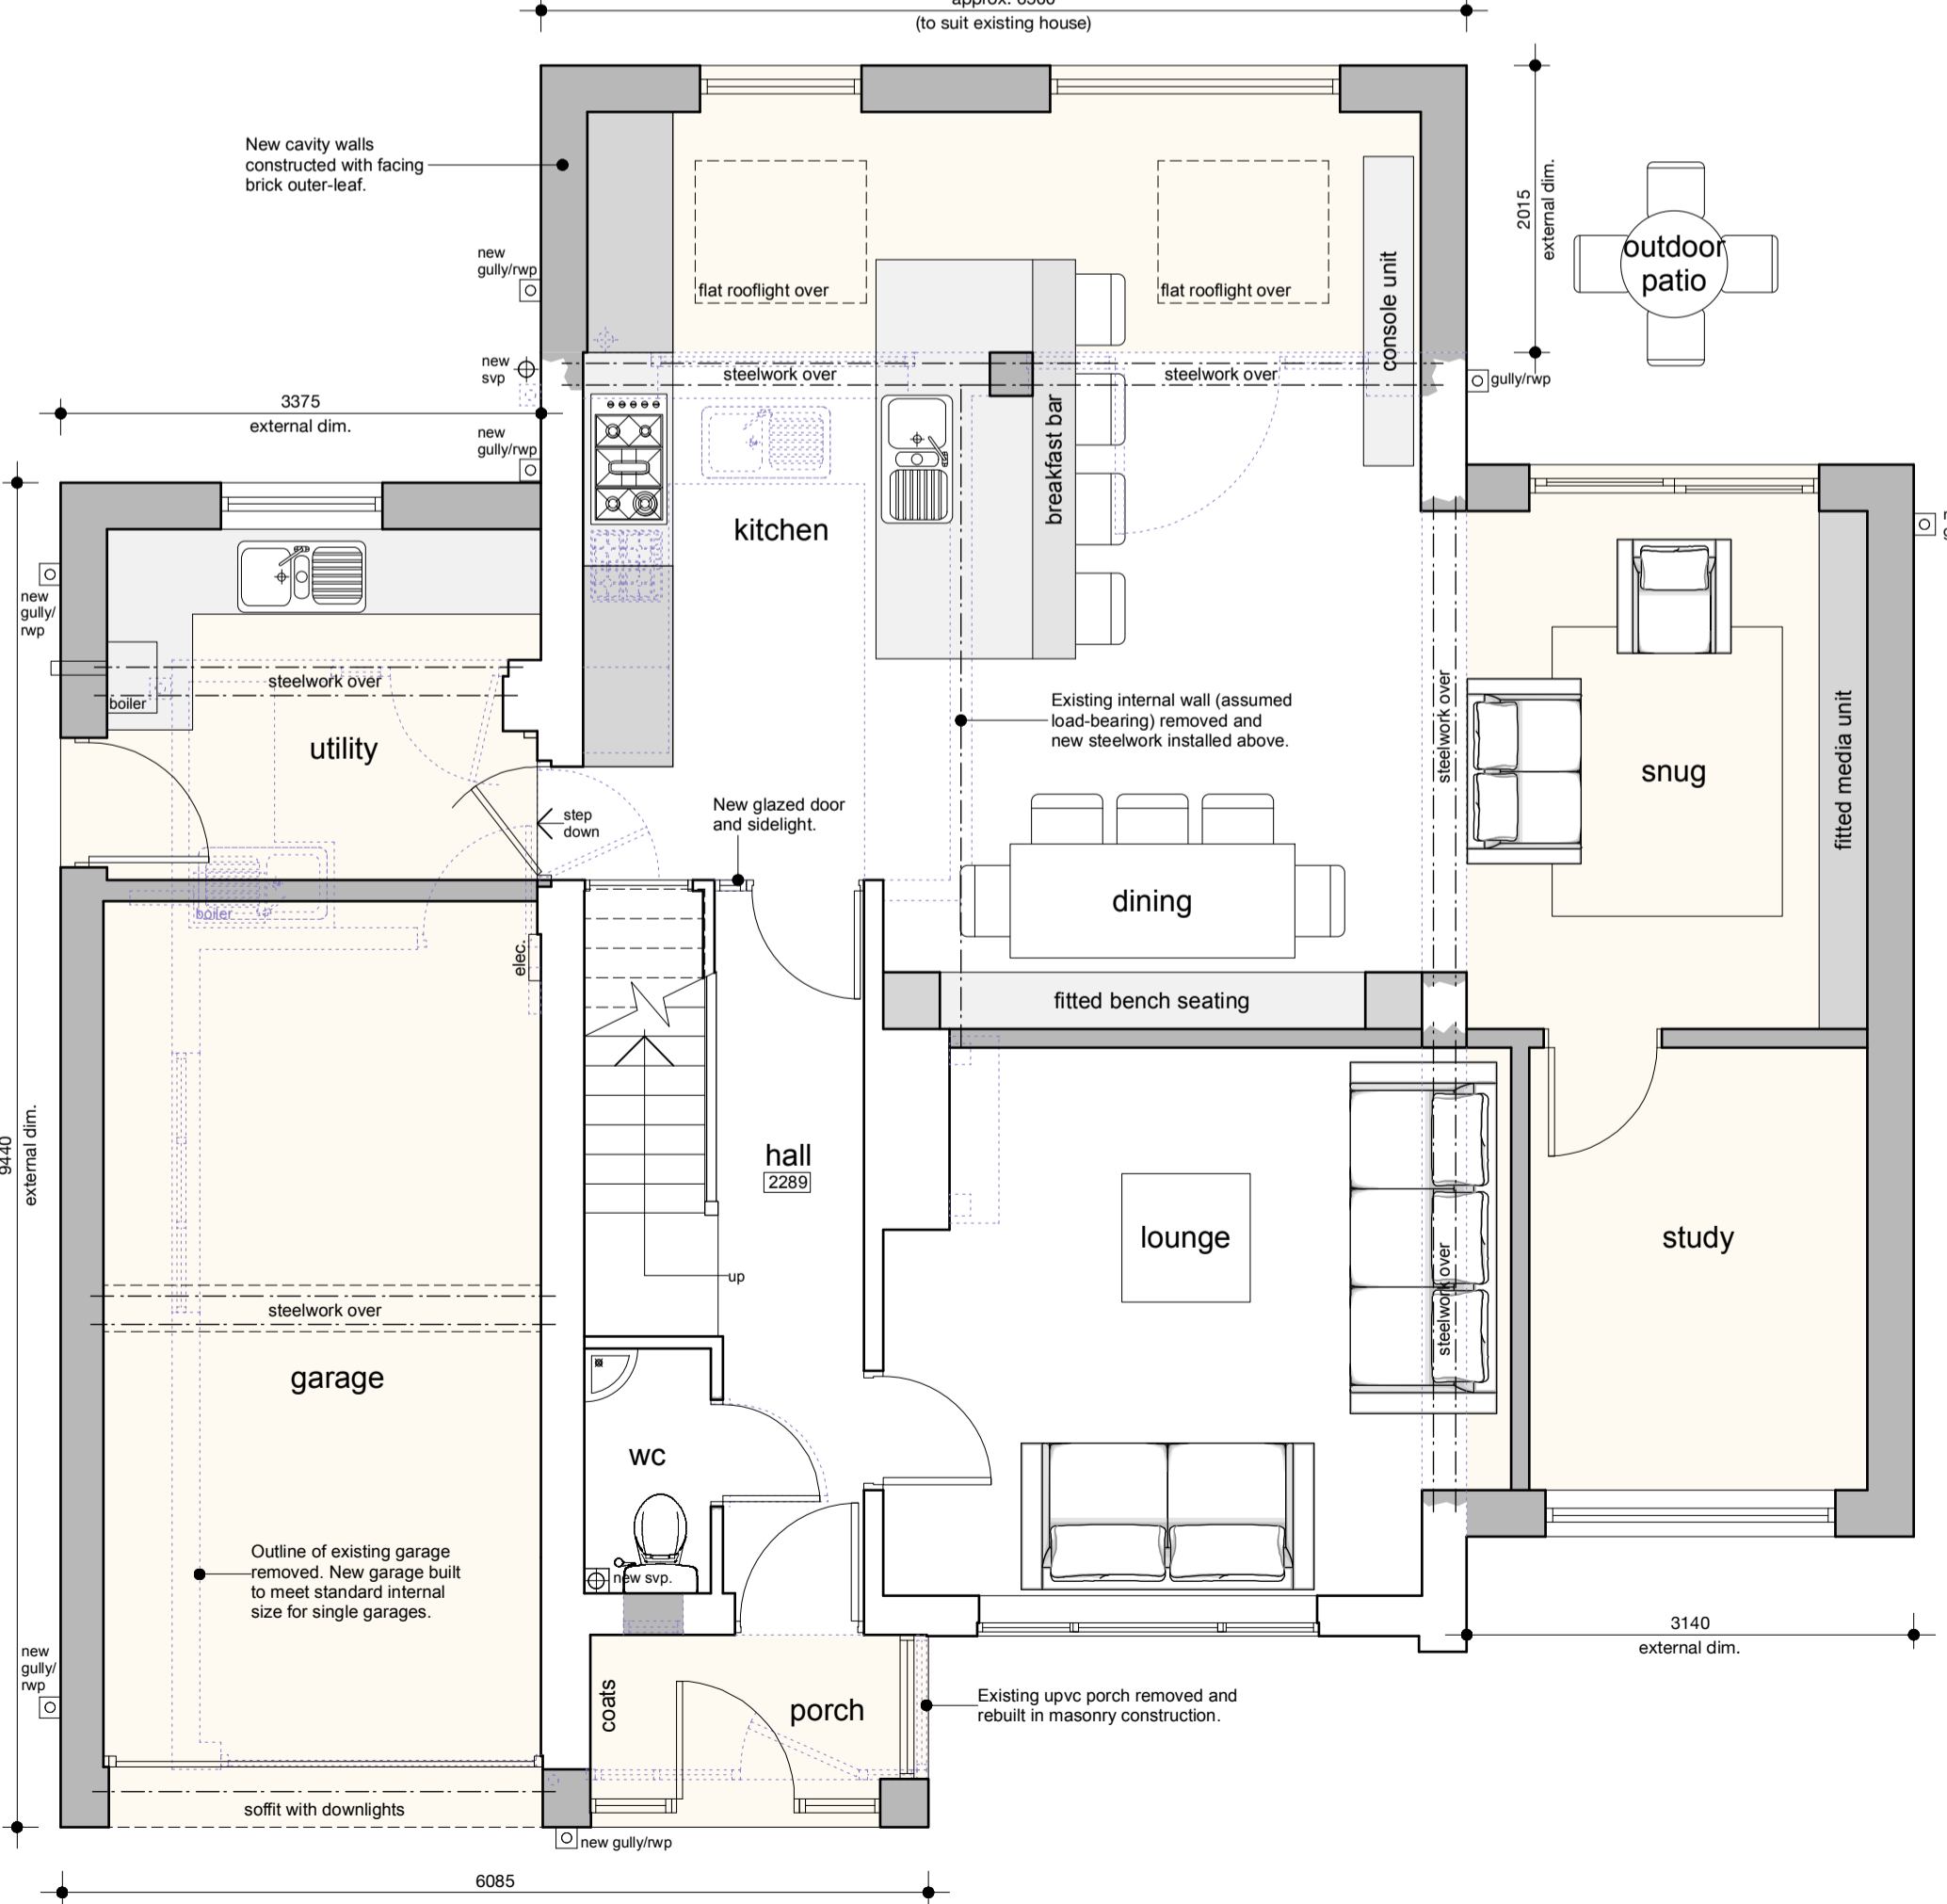 approx. 6500
(to suit existing house)
New cavity walls
constructed with facing
brick outer-leaf.
2015
external dim.
outdoor
patio
new
gully/rwp
flat rooflight over
flat rooflight over
console unit
new
svp
steelwork over
steelwork over
gully/rwp
3375
external dim.
new
gully/rwp
breakfast bar
kitchen
new
gully/
rwp
steelwork over
boiler
utility
Existing internal wall (assumed
load-bearing) removed and
new steelwork installed above.
steelwork over
snug
fitted media unit
step
down
New glazed door
and sidelight.
dining
boiler
elec.
fitted bench seating
9440
external dim.
hall
2289
lounge
study
up
steelwork over
steelwork over
garage
wc
Outline of existing garage
removed. New garage built
to meet standard internal
size for single garages.
new svp.
new
gully/
rwp
3140
external dim.
coats
porch
Existing upvc porch removed and
rebuilt in masonry construction.
soffit with downlights
new gully/rwp
6085